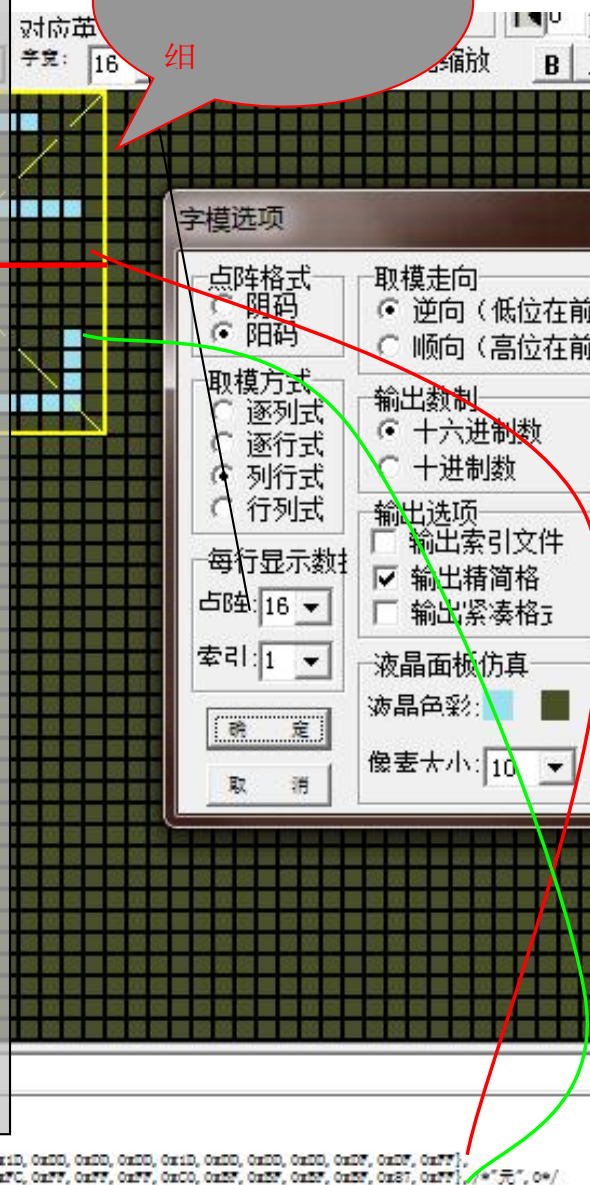 对应英
字宽: 16
组
缩放
B
字模选项
点阵格式
阴码
阳码
取模走向
逆向(低位在前
顺向(高位在前
取模方式
逐列式
逐行式
列行式
行列式
输出数制
十六进制数
十进制数
输出选项
输出索引文件
输出精简格
输出紧凑格式
每行显示数据
点阵: 16
索引: 1
液晶面板仿真
液晶色彩:
像素大小: 10
确 定
取 消
/*"元",0*/